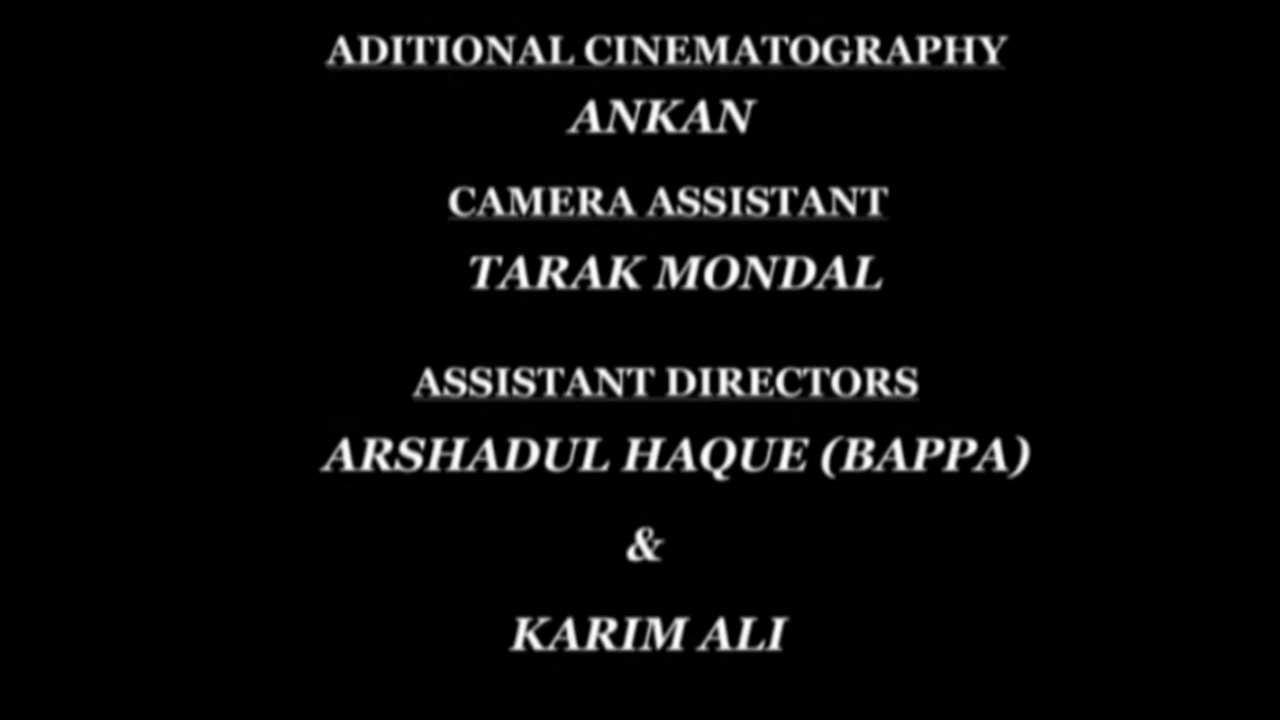 ADITIONAL CINEMATOGRAPHY
ANKAN
CAMERA ASSISTANT
TARAK MONDAL
ASSISTANT DIRECTORS
ARSHADUL HAQUE (BAPPA)
&
KARIM ALI